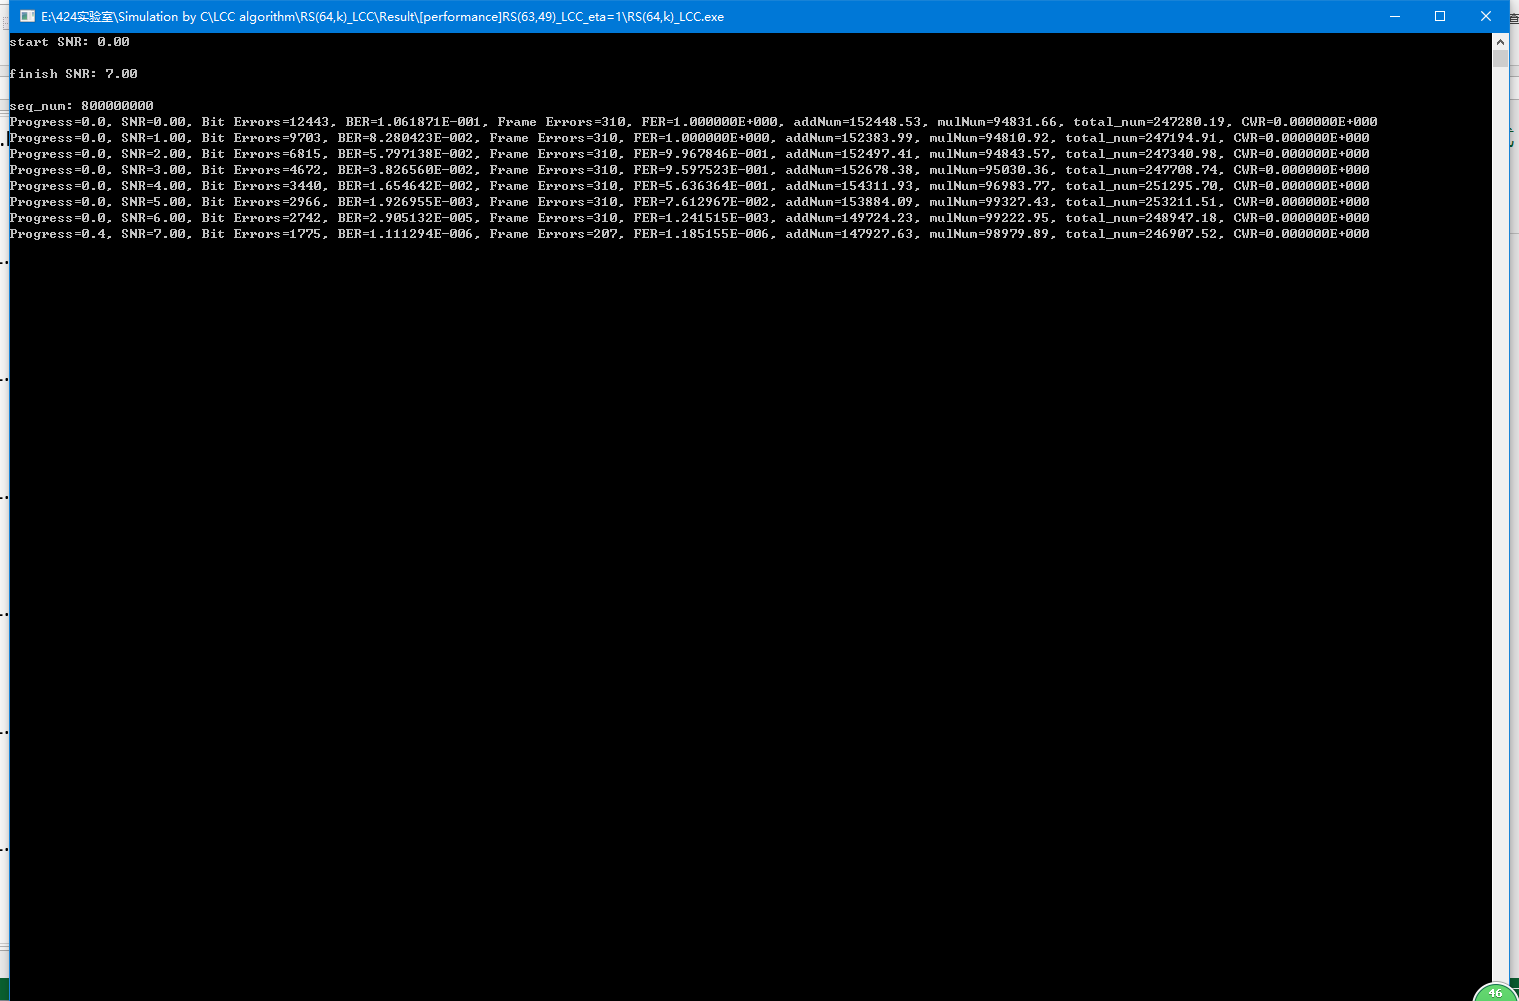 E:\424实验室\Simulation by C\LCC algorithm\RS(64,k)_LCC\Result\[performance]RS(63,49)_LCC_eta=1\RS(64,k)_LCC.exe
start SNR: 0.00
finish SNR: 7.00
seq_num: 800000000
Progress=0.0, SNR=0.00, Bit Errors=12443, BER=1.061871E-001, Frame Errors=310, FER=1.000000E+000, addNum=152448.53, mulNum=94831.66, total_num=247280.19, CWR=0.000000E+000
Progress=0.0, SNR=1.00, Bit Errors=9703, BER=8.280423E-002, Frame Errors=310, FER=1.000000E+000, addNum=152383.99, mulNum=94810.92, total_num=247194.91, CWR=0.000000E+000
Progress=0.0, SNR=2.00, Bit Errors=6815, BER=5.797138E-002, Frame Errors=310, FER=9.967846E-001, addNum=152497.41, mulNum=94843.57, total_num=247340.98, CWR=0.000000E+000
Progress=0.0, SNR=3.00, Bit Errors=4672, BER=3.826560E-002, Frame Errors=310, FER=9.597523E-001, addNum=152678.38, mulNum=95030.36, total_num=247708.74, CWR=0.000000E+000
Progress=0.0, SNR=4.00, Bit Errors=3440, BER=1.654642E-002, Frame Errors=310, FER=5.636364E-001, addNum=154311.93, mulNum=96983.77, total_num=251295.70, CWR=0.000000E+000
Progress=0.0, SNR=5.00, Bit Errors=2966, BER=1.926955E-003, Frame Errors=310, FER=7.612967E-002, addNum=153884.09, mulNum=99327.43, total_num=253211.51, CWR=0.000000E+000
Progress=0.0, SNR=6.00, Bit Errors=2742, BER=2.905132E-005, Frame Errors=310, FER=1.241515E-003, addNum=149724.23, mulNum=99222.95, total_num=248947.18, CWR=0.000000E+000
Progress=0.4, SNR=7.00, Bit Errors=1775, BER=1.111294E-006, Frame Errors=207, FER=1.185155E-006, addNum=147927.63, mulNum=98979.89, total_num=246907.52, CWR=0.000000E+000
46